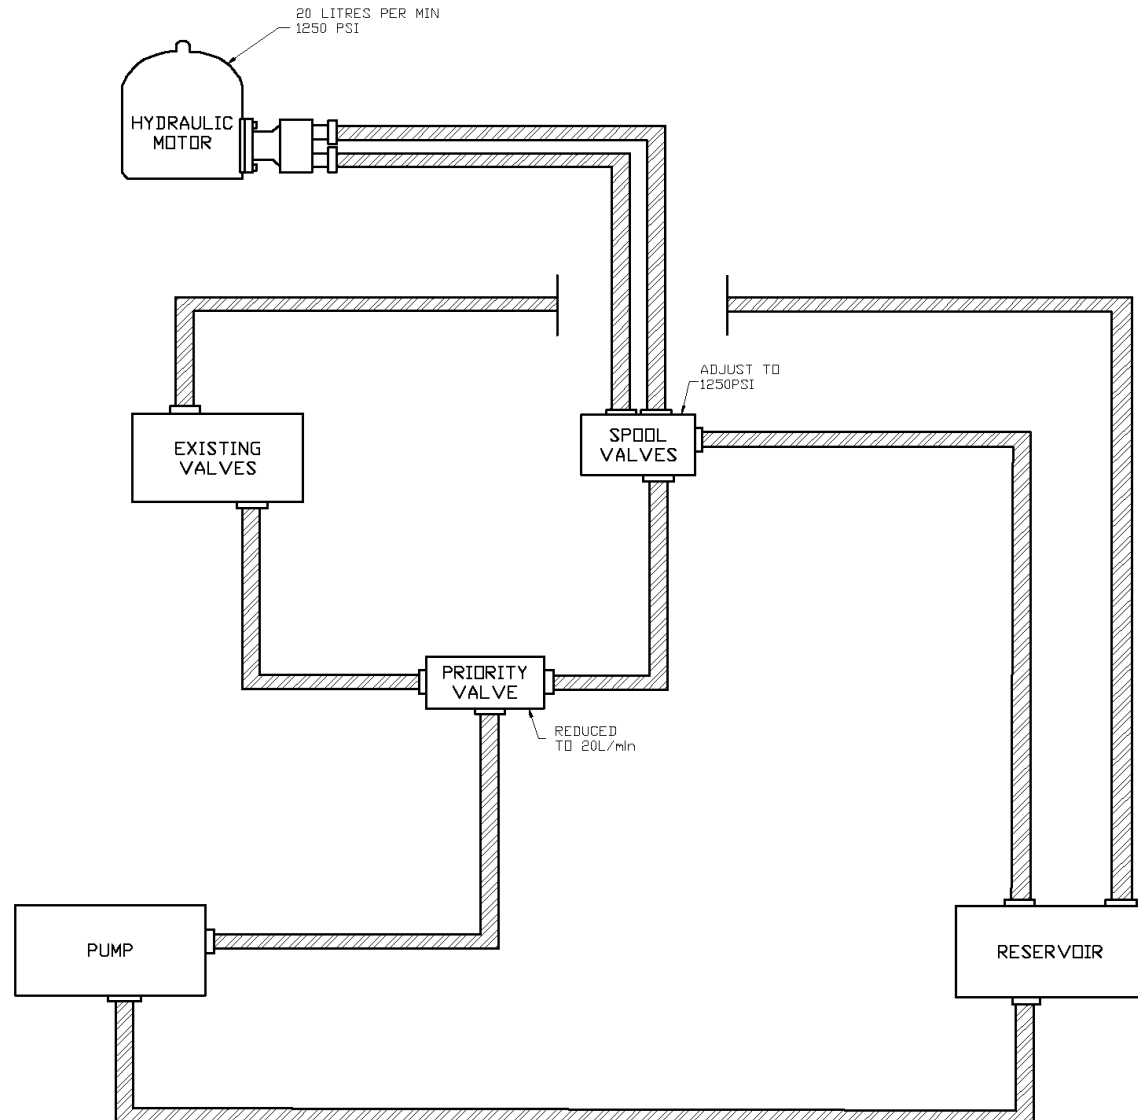 20 LITRES PER MIN
1250 PSI
HYDRAULIC
MOTOR
ADJUST TO
1250PSI
SPOOL
VALVES
EXISTING
VALVES
PRIORITY
VALVE
REDUCED
TO 20L/min
PUMP
RESERVOIR